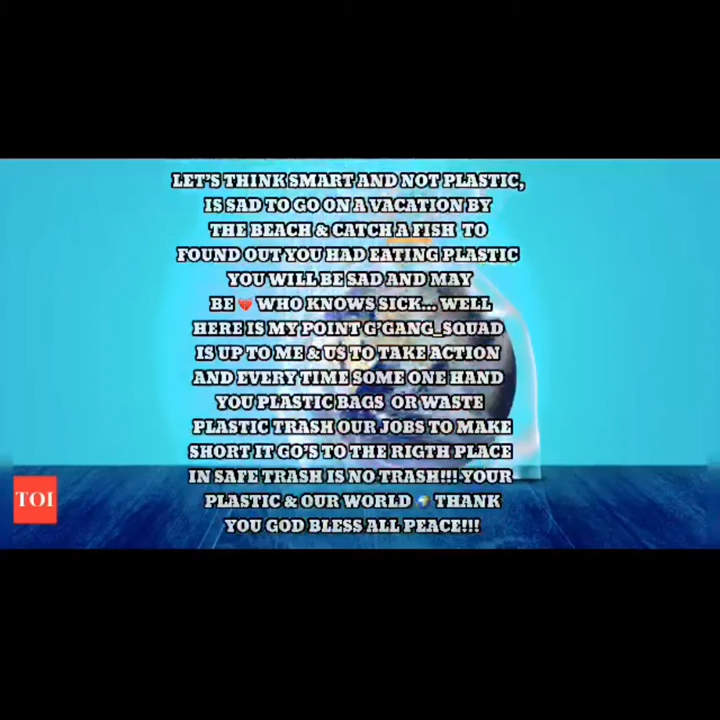 LET'S THINK SMART AND NOT PLASTIC,
IS SAD TO GO ON A VACATION BY
THE BEACH & CATCH A FISH TO
FOUND OUT YOU HAD EATING PLASTIC
YOU WILL BE SAD AND MAY
BE 💔 WHO KNOWS SICK... WELL
HERE IS MY POINT G'GANG_SQUAD
IS UP TO ME & US TO TAKE ACTION
AND EVERY TIME SOME ONE HAND
YOU PLASTIC BAGS OR WASTE
PLASTIC TRASH OUR JOBS TO MAKE
SHORT IT GO'S TO THE RIGTH PLACE
IN SAFE TRASH IS NO TRASH!!! YOUR
PLASTIC & OUR WORLD 🌍 THANK
YOU GOD BLESS ALL PEACE!!!
TOI